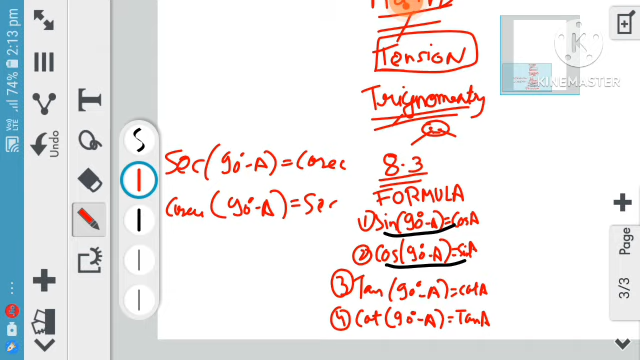 2:13 pm
74%
Undo
Tension
Trignomentry
8.3
FORMULA
1) Sin(90°-A)=CosA
2) Cos(90°-A)=SinA
3) Tan(90°-A)=CotA
4) Cot(90°-A)=TanA
Sec(90°-A)=Cosec
Cosec(90°-A)=Sec
KINEMASTER
Page
3/3